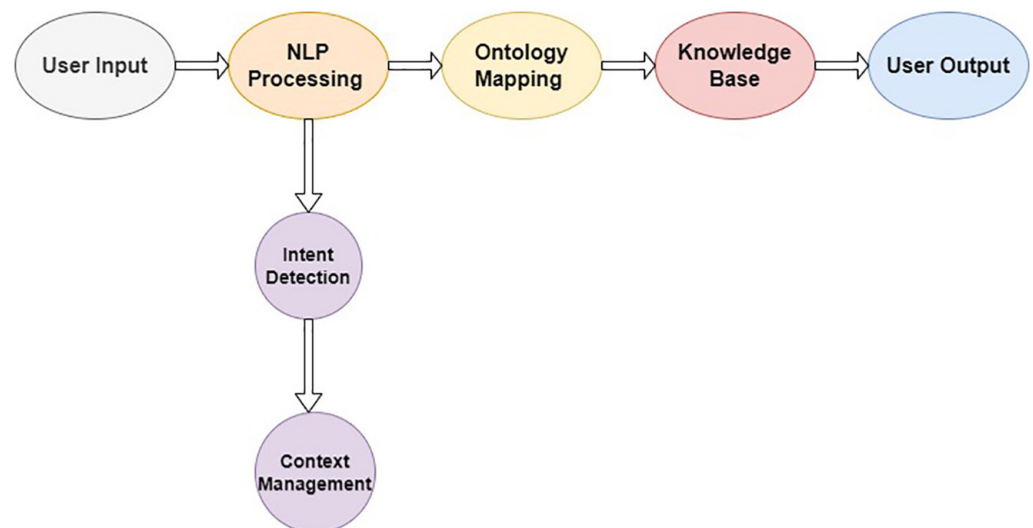 User Input
NLP
Processing
Ontology
Mapping
Knowledge
Base
User Output
Intent
Detection
Context
Management